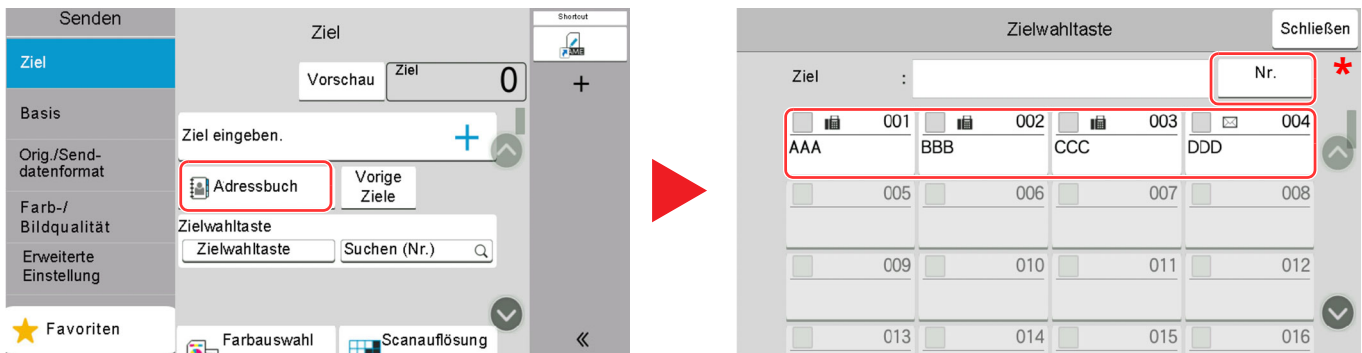 Senden
Ziel
Basis
Orig./Send-
datenformat
Farb-/
Bildqualität
Erweiterte
Einstellung
Favoriten
Ziel
Vorschau
Ziel
0
Ziel eingeben.
+
Adressbuch
Vorige
Ziele
Zielwahltaste
Zielwahltaste
Suchen (Nr.)
Farbauswahl
Scanauflösung
Shortcut
+
«
Zielwahltaste
Schließen
Ziel :
Nr.
*
001 002 003 004
AAA BBB CCC DDD
005 006 007 008
009 010 011 012
013 014 015 016